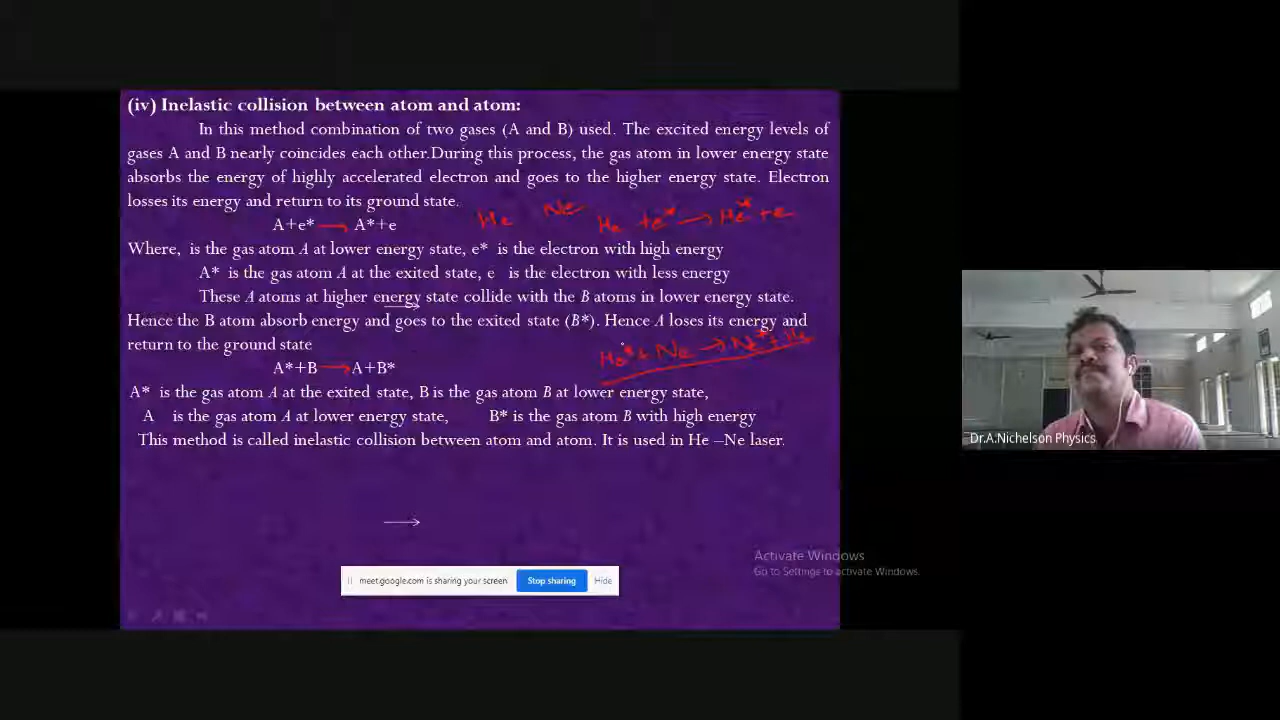 (iv) Inelastic collision between atom and atom:
In this method combination of two gases (A and B) used. The excited energy levels of
gases A and B nearly coincides each other.During this process, the gas atom in lower energy state
absorbs the energy of highly accelerated electron and goes to the higher energy state. Electron
losses its energy and return to its ground state.
He Ne He + e* → He* + e
A+e* → A*+e
Where, is the gas atom A at lower energy state, e* is the electron with high energy
A* is the gas atom A at the exited state, e is the electron with less energy
These A atoms at higher energy state collide with the B atoms in lower energy state.
Hence the B atom absorb energy and goes to the exited state (B*). Hence A loses its energy and
return to the ground state
He* + Ne → Ne* + He
A*+B → A+B*
A* is the gas atom A at the exited state, B is the gas atom B at lower energy state,
A is the gas atom A at lower energy state, B* is the gas atom B with high energy
This method is called inelastic collision between atom and atom. It is used in He –Ne laser.
Dr.A.Nichelson Physics
Activate Windows
Go to Settings to activate Windows.
meet.google.com is sharing your screen Stop sharing Hide